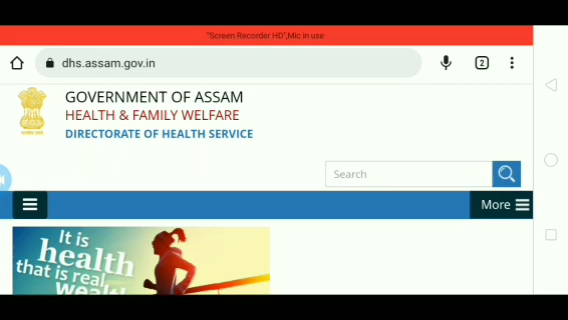 "Screen Recorder HD",Mic in use
dhs.assam.gov.in
2
GOVERNMENT OF ASSAM
HEALTH & FAMILY WELFARE
DIRECTORATE OF HEALTH SERVICE
Search
More
It is
health
that is real
wealth